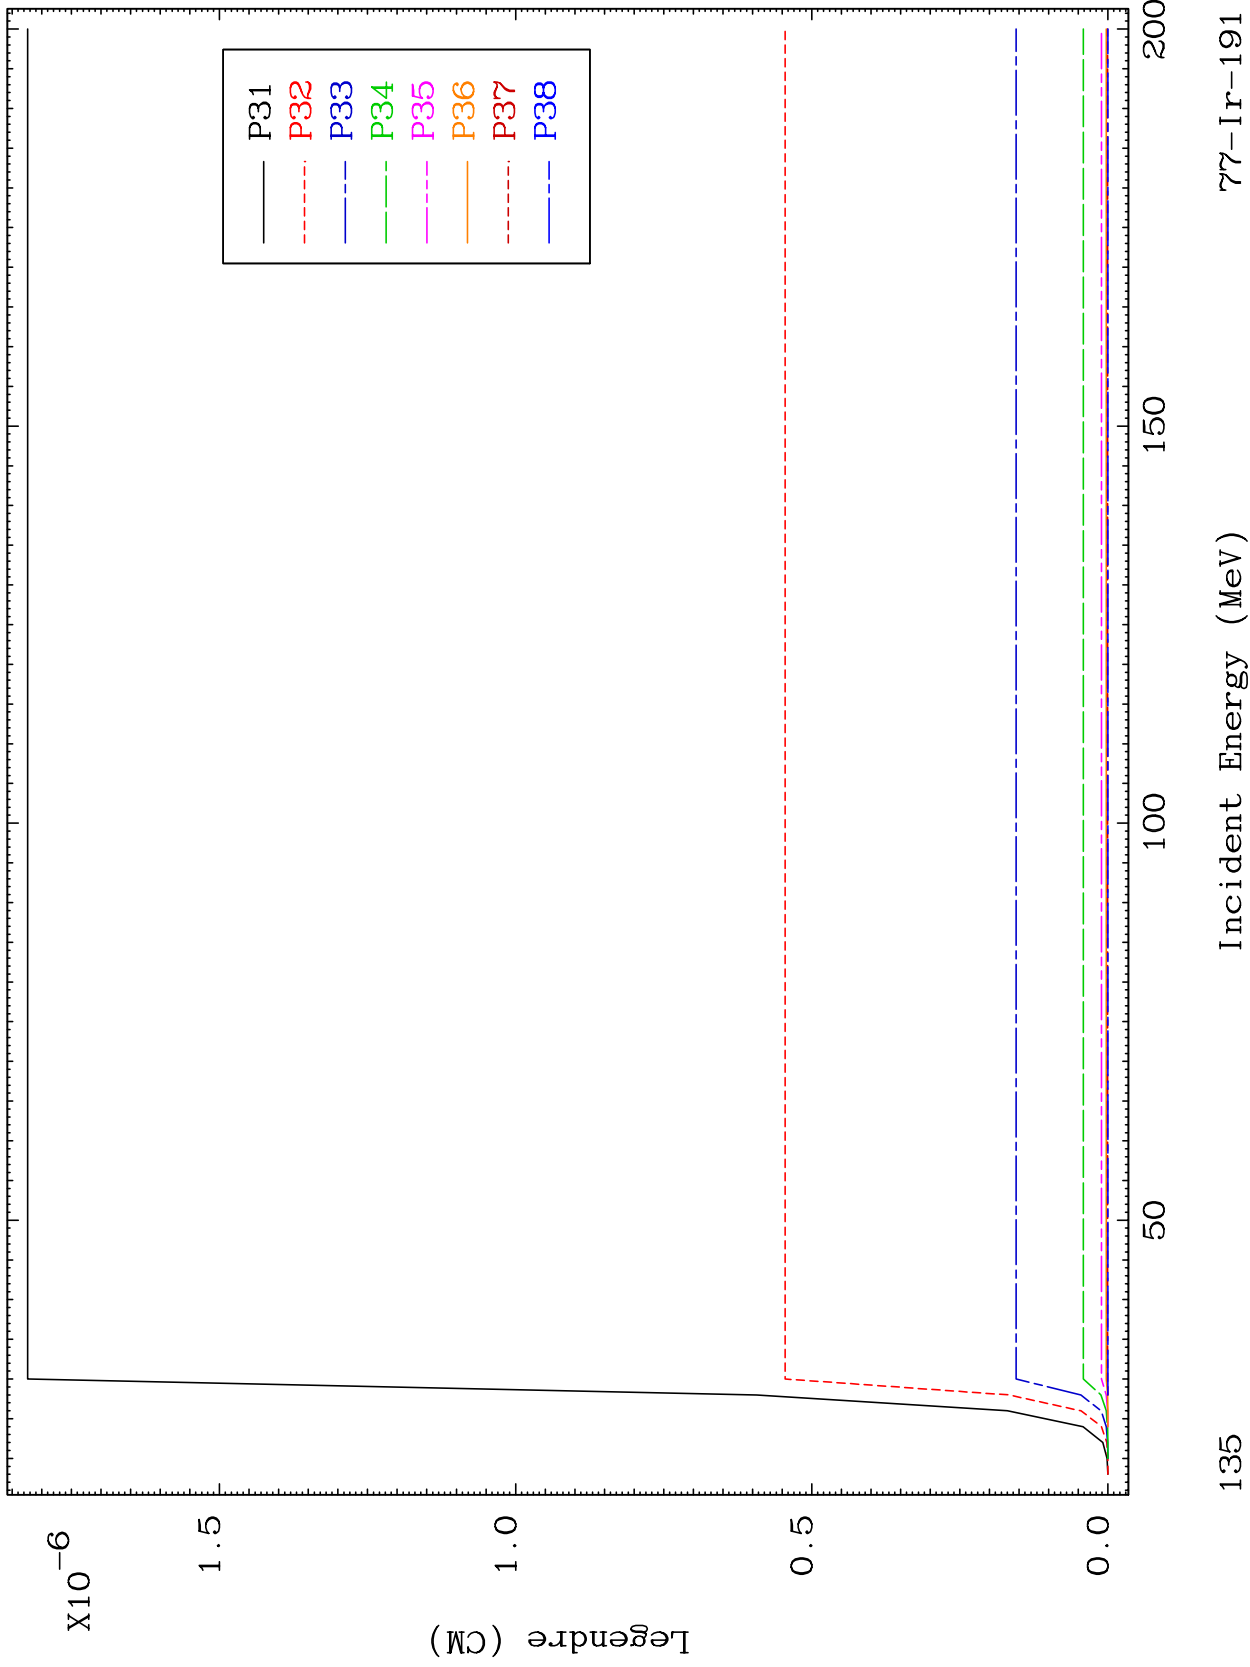 X10-6
1.5
1.0
0.5
0.0
Legendre (CM)
P31
P32
P33
P34
P35
P36
P37
P38
50
100
150
200
135
Incident Energy (MeV)
77-Ir-191